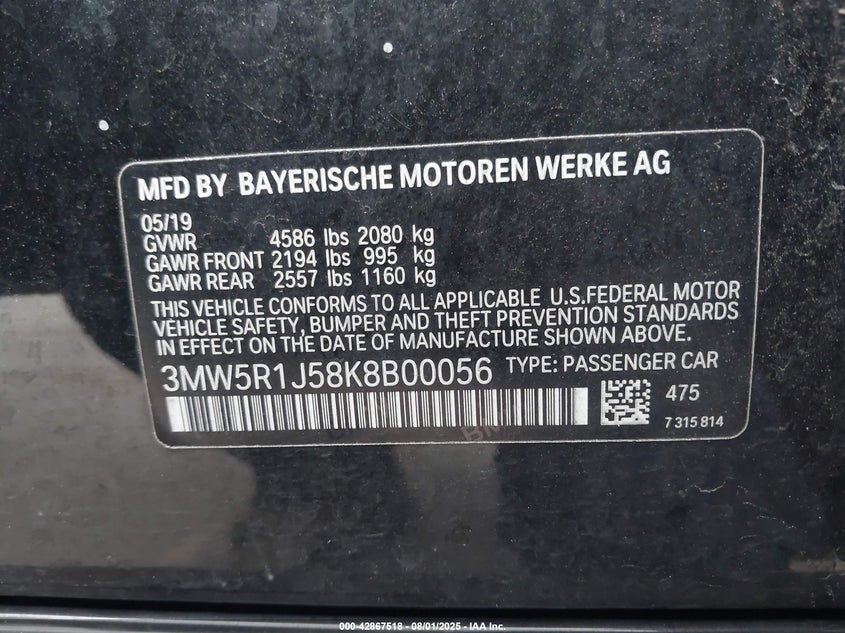 MFD BY BAYERISCHE MOTOREN WERKE AG
05/19
GVWR 4586 lbs 2080 kg
GAWR FRONT 2194 lbs 995 kg
GAWR REAR 2557 lbs 1160 kg
THIS VEHICLE CONFORMS TO ALL APPLICABLE U.S.FEDERAL MOTOR
VEHICLE SAFETY, BUMPER AND THEFT PREVENTION STANDARDS
IN EFFECT ON THE DATE OF MANUFACTURE SHOWN ABOVE.
3MW5R1J58K8B00056 TYPE: PASSENGER CAR
475
7 315 814
000-42867518 - 08/01/2025 - IAA Inc.